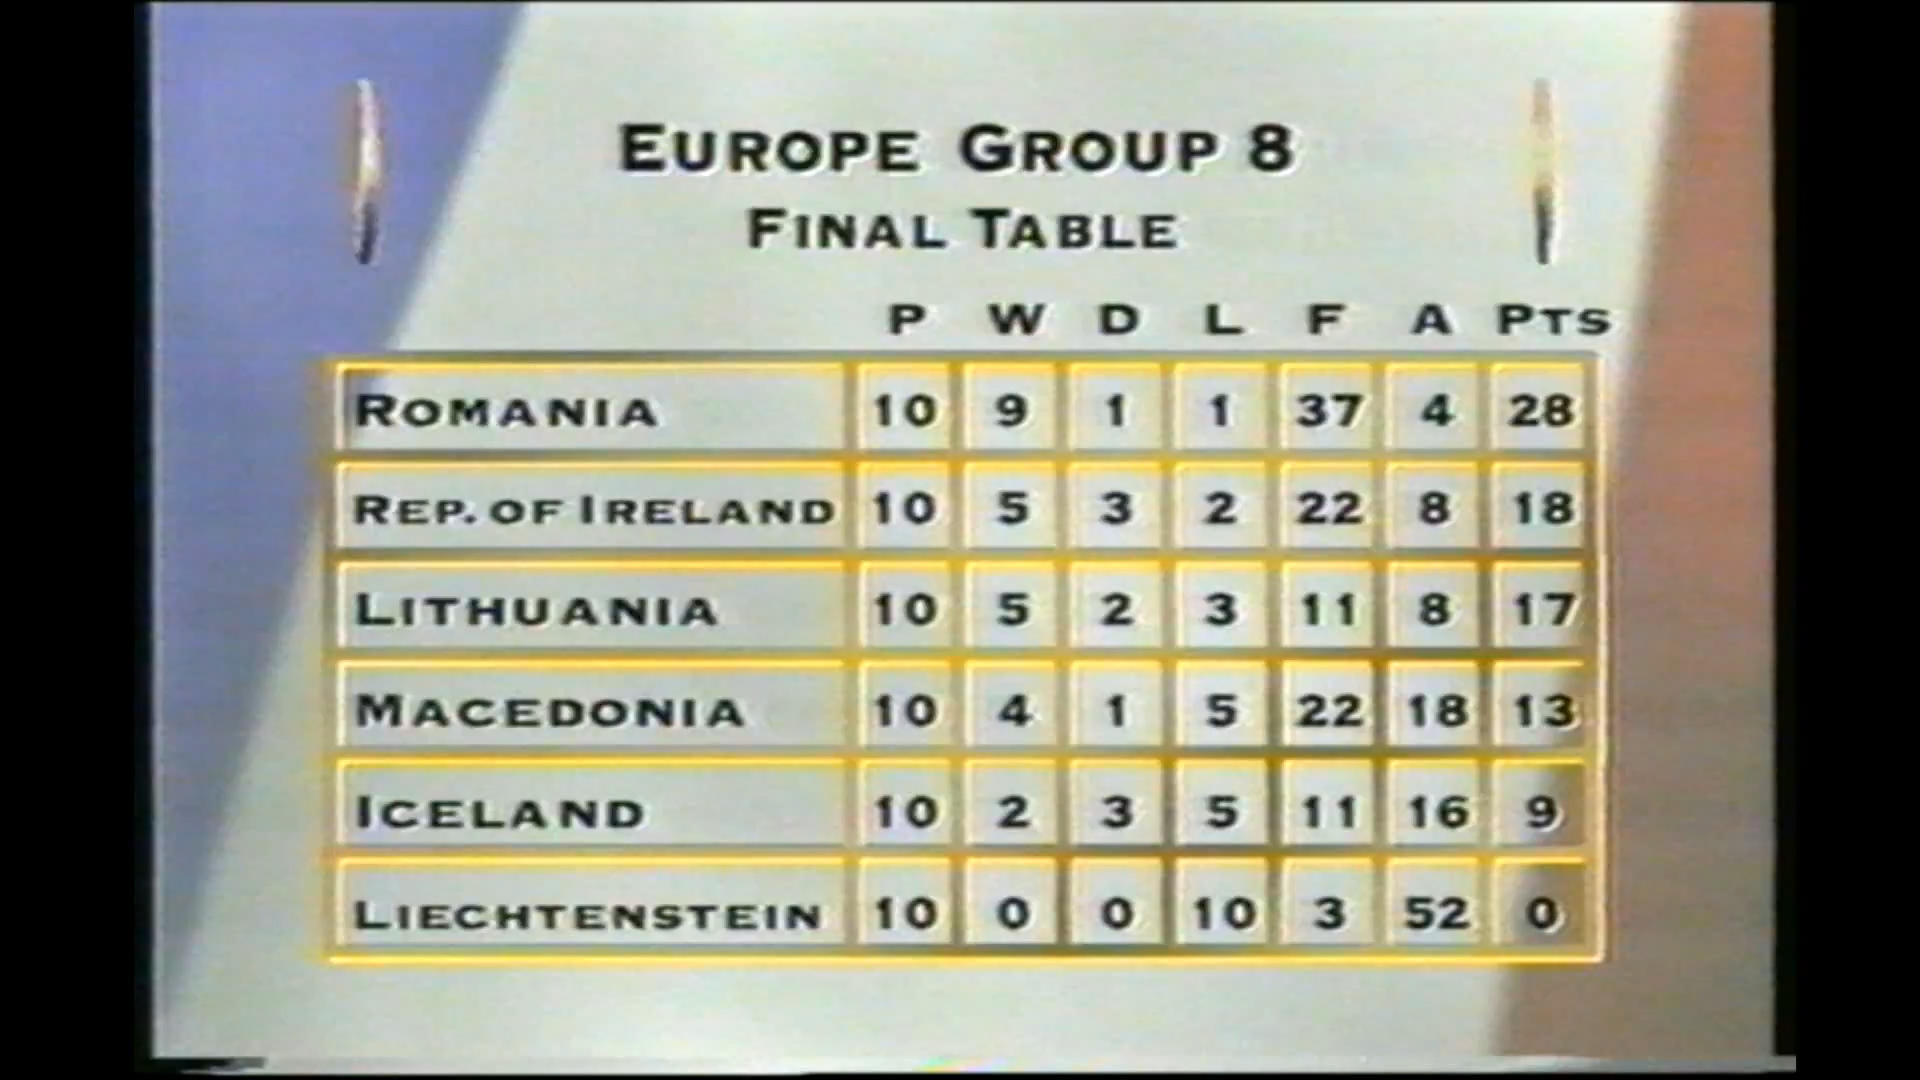 EUROPE GROUP 8
FINAL TABLE
P W D L F A PTS
ROMANIA 10 9 1 1 37 4 28
REP. OF IRELAND 10 5 3 2 22 8 18
LITHUANIA 10 5 2 3 11 8 17
MACEDONIA 10 4 1 5 22 18 13
ICELAND 10 2 3 5 11 16 9
LIECHTENSTEIN 10 0 0 10 3 52 0